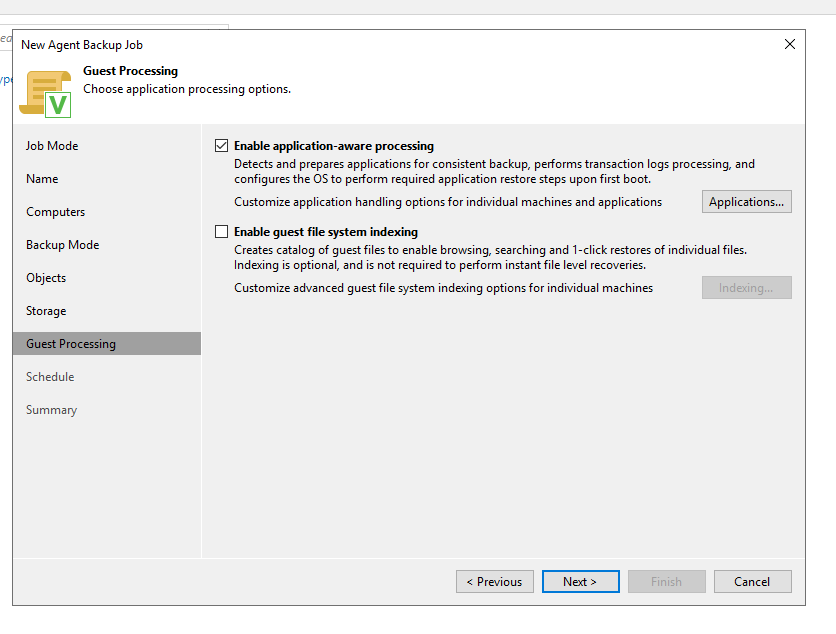 New Agent Backup Job
Guest Processing
Choose application processing options.
V
Job Mode
Name
Computers
Backup Mode
Objects
Storage
Guest Processing
Schedule
Summary
Enable application-aware processing
Detects and prepares applications for consistent backup, performs transaction logs processing, and
configures the OS to perform required application restore steps upon first boot.
Customize application handling options for individual machines and applications
Applications...
Enable guest file system indexing
Creates catalog of guest files to enable browsing, searching and 1-click restores of individual files.
Indexing is optional, and is not required to perform instant file level recoveries.
Customize advanced guest file system indexing options for individual machines
Indexing...
< Previous
Next >
Finish
Cancel